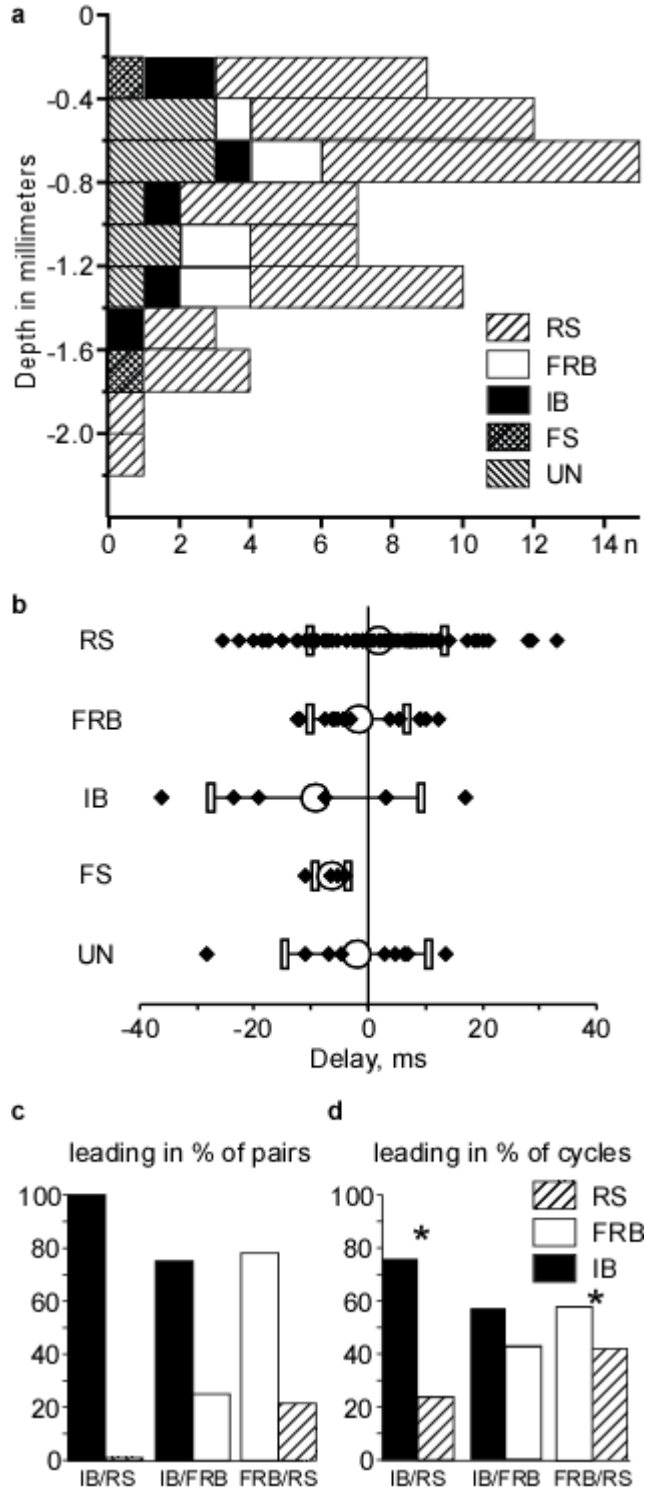 a
0
-0.4
-0.8
-1.2
-1.6
-2.0
Depth in millimeters
RS
FRB
IB
FS
UN
0 2 4 6 8 10 12 14 n
b
RS
FRB
IB
FS
UN
-40 -20 0 20 40
Delay, ms
c d
leading in % of pairs leading in % of cycles
100 100
80 80
60 60
40 40
20 20
0 0
RS
FRB
IB
*
*
IB/RS IB/FRB FRB/RS IB/RS IB/FRB FRB/RS